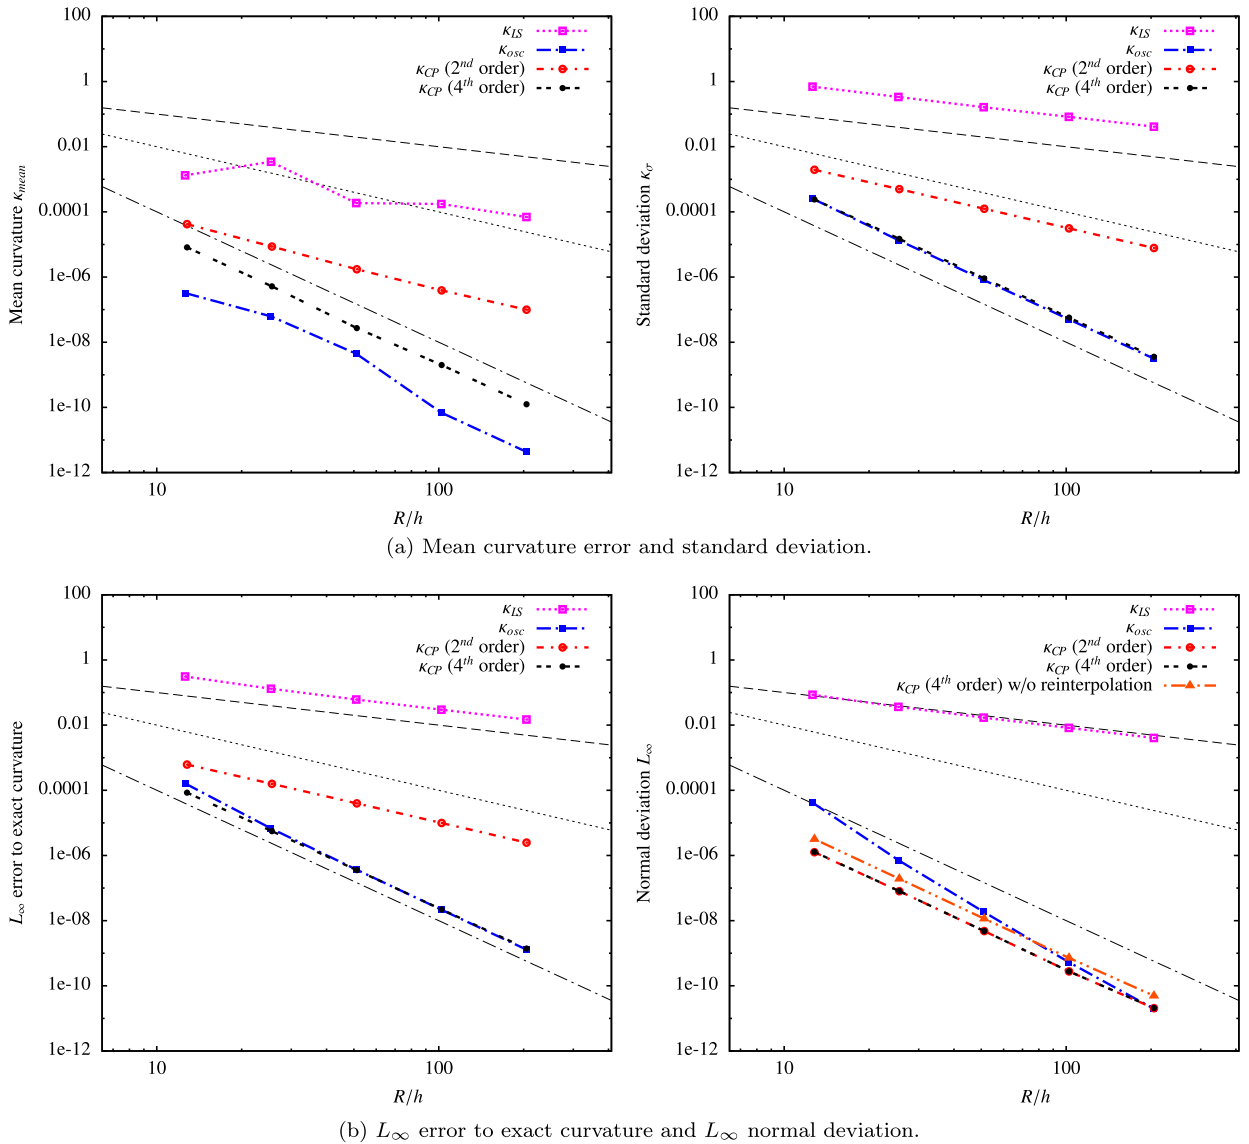 100
1
0.01
0.0001
1e-06
1e-08
1e-10
1e-12
Mean curvature κmean
κLS
κosc
κCP (2nd order)
κCP (4th order)
10
100
R/h
100
1
0.01
0.0001
1e-06
1e-08
1e-10
1e-12
Standard deviation κσ
κLS
κosc
κCP (2nd order)
κCP (4th order)
10
100
R/h
(a) Mean curvature error and standard deviation.
100
1
0.01
0.0001
1e-06
1e-08
1e-10
1e-12
L∞ error to exact curvature
κLS
κosc
κCP (2nd order)
κCP (4th order)
10
100
R/h
100
1
0.01
0.0001
1e-06
1e-08
1e-10
1e-12
Normal deviation L∞
κLS
κosc
κCP (2nd order)
κCP (4th order)
κCP (4th order) w/o reinterpolation
10
100
R/h
(b) L∞ error to exact curvature and L∞ normal deviation.